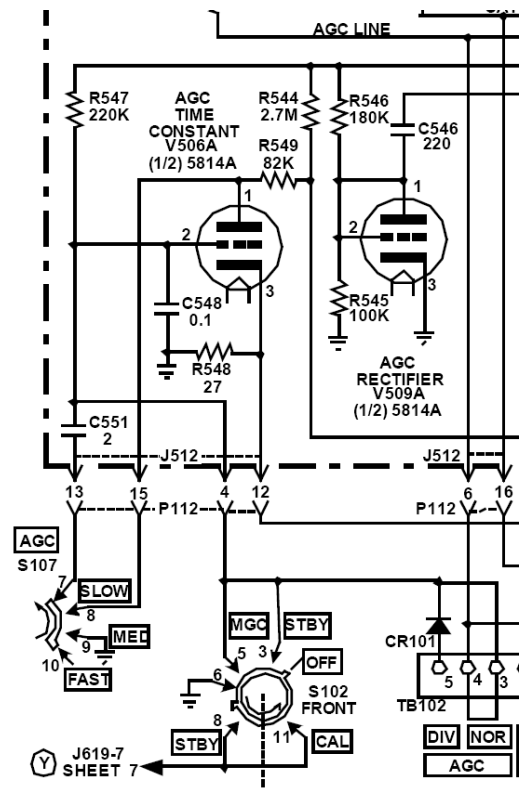 AGC LINE
R547
220K
AGC
TIME
CONSTANT
V506A
(1/2) 5814A
R544
2.7M
R546
180K
C546
220
R549
82K
1
2
3
1
2
3
C548
0.1
R548
27
R545
100K
AGC
RECTIFIER
V509A
(1/2) 5814A
C551
2
J512
J512
13 15 4 12 6 16
P112
P112
AGC
S107
7
SLOW
8
MED
9
10
FAST
MGC
STBY
5
3
OFF
6
S102
FRONT
8
11
STBY
CAL
CR101
5 4 3
TB102
DIV NOR
AGC
Y J619-7
SHEET 7